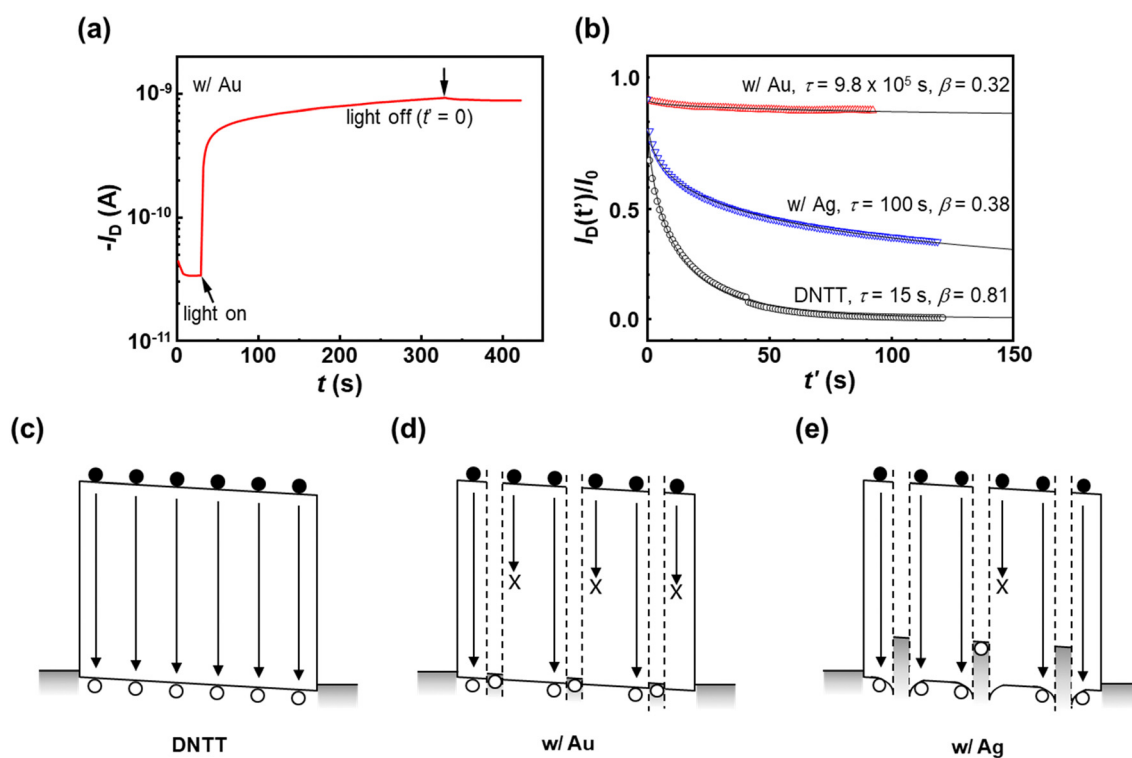 (a)
w/ Au
10⁻⁹
10⁻¹⁰
10⁻¹¹
-I_D (A)
light off (t' = 0)
light on
0
100
200
300
400
t (s)
(b)
1.0
0.5
0.0
I_D(t')/I_0
w/ Au, τ = 9.8 x 10⁵ s, β = 0.32
w/ Ag, τ = 100 s, β = 0.38
DNTT, τ = 15 s, β = 0.81
0
50
100
150
t' (s)
(c)
DNTT
(d)
X
X
X
w/ Au
(e)
X
w/ Ag